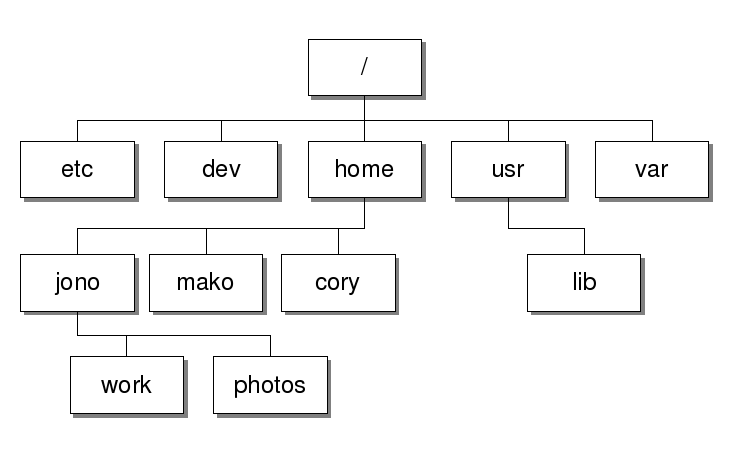 /
etc dev home usr var
jono mako cory lib
work photos